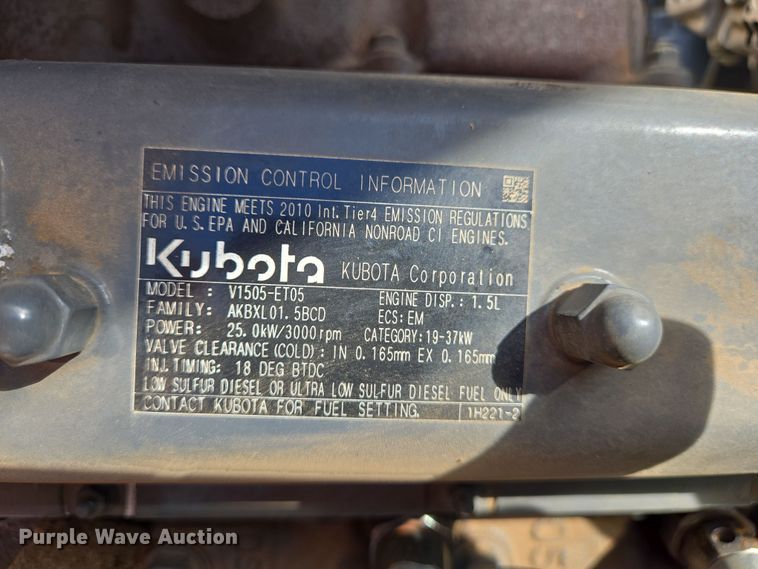 EMISSION CONTROL INFORMATION
THIS ENGINE MEETS 2010 Int. Tier4 EMISSION REGULATIONS
FOR U.S. EPA AND CALIFORNIA NONROAD CI ENGINES.
Kubota KUBOTA Corporation
MODEL : V1505-ET05 ENGINE DISP.: 1.5L
FAMILY: AKBXL01.5BCD ECS: EM
POWER: 25.0kW/3000rpm CATEGORY: 19-37kW
VALVE CLEARANCE (COLD): IN 0.165mm EX 0.165mm
INJ. TIMING: 18 DEG BTDC
LOW SULFUR DIESEL OR ULTRA LOW SULFUR DIESEL FUEL ONLY
CONTACT KUBOTA FOR FUEL SETTING. 1H221-2
Purple Wave Auction